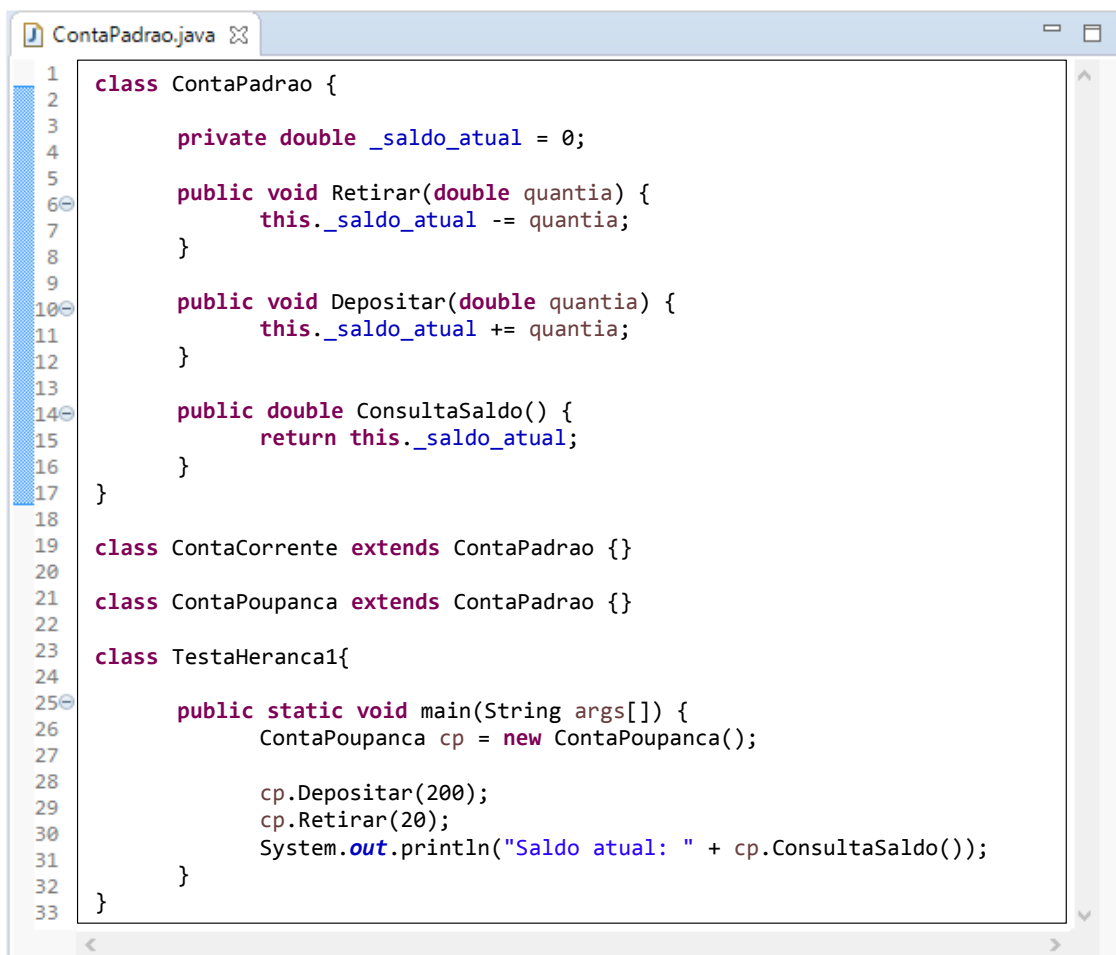 ContaPadrao.java
1
2
3
4
5
6
7
8
9
10
11
12
13
14
15
16
17
18
19
20
21
22
23
24
25
26
27
28
29
30
31
32
33
class ContaPadrao {
private double _saldo_atual = 0;
public void Retirar(double quantia) {
this._saldo_atual -= quantia;
}
public void Depositar(double quantia) {
this._saldo_atual += quantia;
}
public double ConsultaSaldo() {
return this._saldo_atual;
}
}
class ContaCorrente extends ContaPadrao {}
class ContaPoupanca extends ContaPadrao {}
class TestaHeranca1{
public static void main(String args[]) {
ContaPoupanca cp = new ContaPoupanca();
cp.Depositar(200);
cp.Retirar(20);
System.out.println("Saldo atual: " + cp.ConsultaSaldo());
}
}